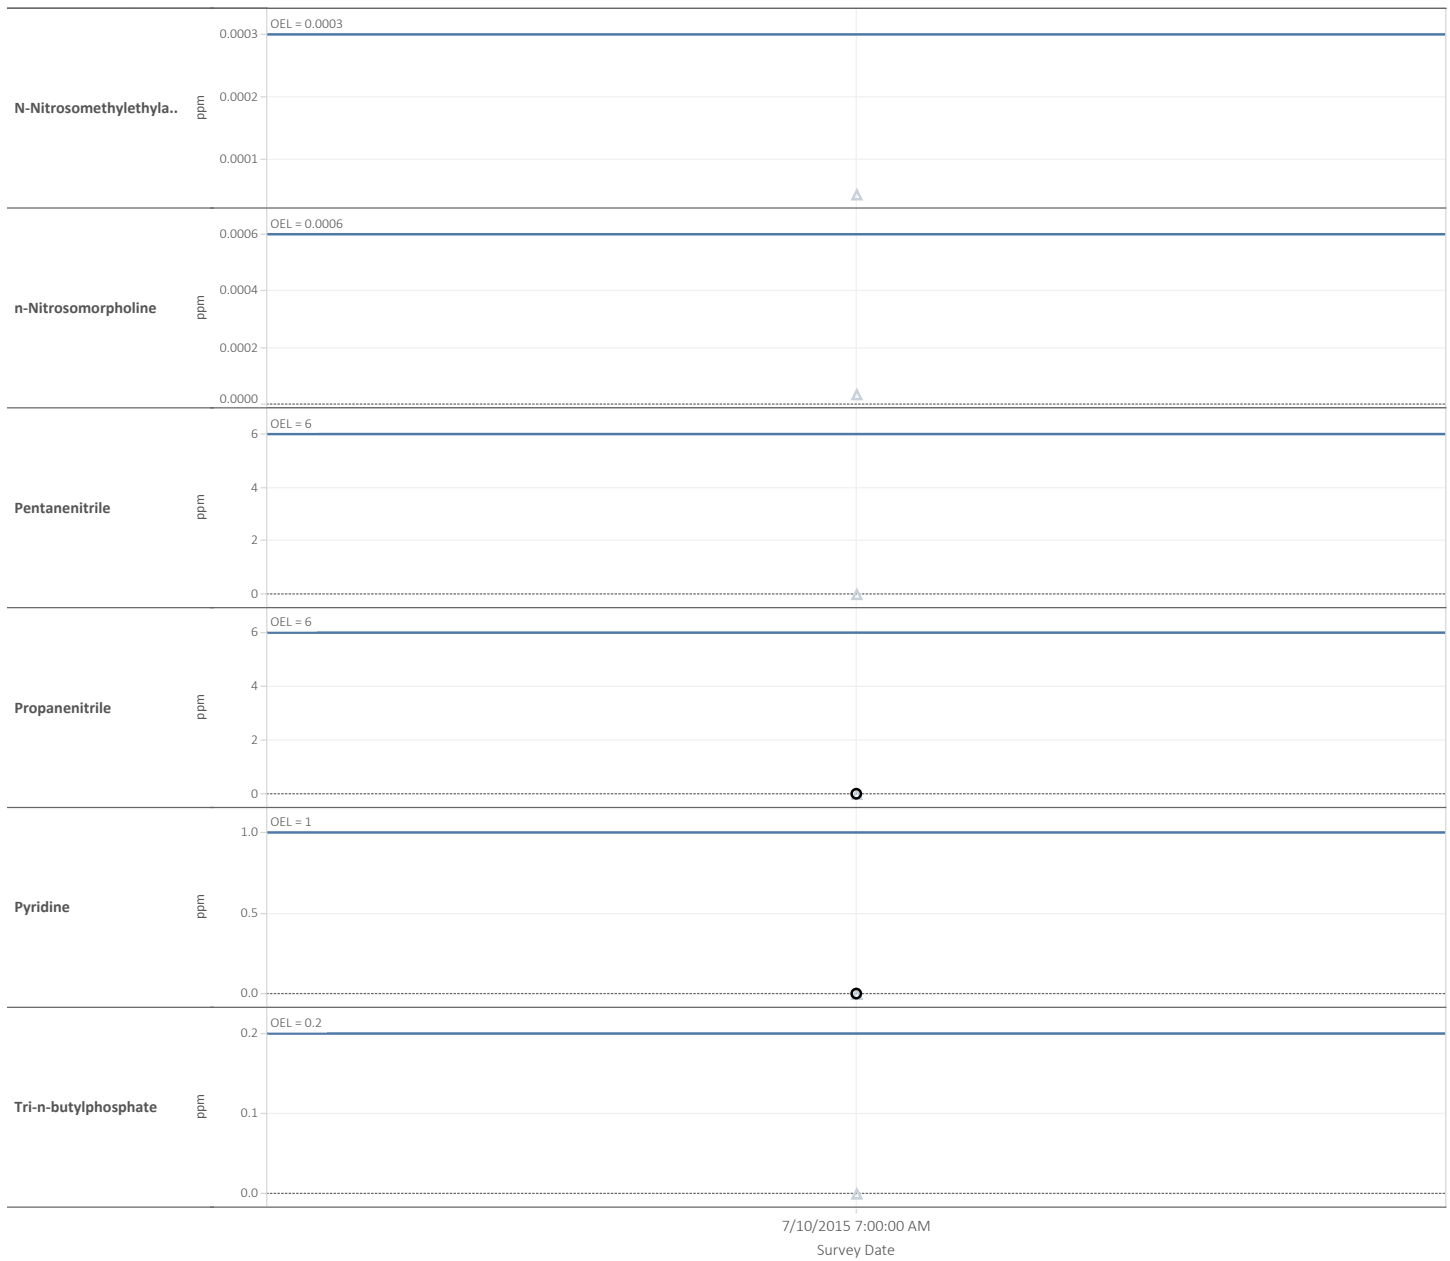 OEL = 0.0003
0.0003
0.0002
N-Nitrosomethylethyla..
ppm
0.0001
OEL = 0.0006
0.0006
0.0004
n-Nitrosomorpholine
ppm
0.0002
0.0000
OEL = 6
6
4
Pentanenitrile
ppm
2
0
OEL = 6
6
4
Propanenitrile
ppm
2
0
OEL = 1
1.0
Pyridine
ppm
0.5
0.0
OEL = 0.2
0.2
Tri-n-butylphosphate
ppm
0.1
0.0
7/10/2015 7:00:00 AM
Survey Date